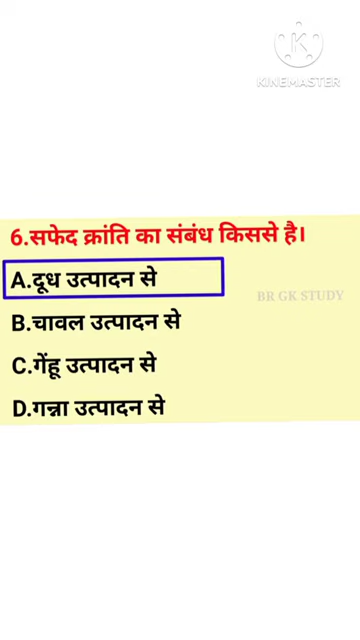 K
KINEMASTER
6.सफेद क्रांति का संबंध किससे है।
A.दूध उत्पादन से
BR GK STUDY
B.चावल उत्पादन से
C.गेंहू उत्पादन से
D.गन्ना उत्पादन से